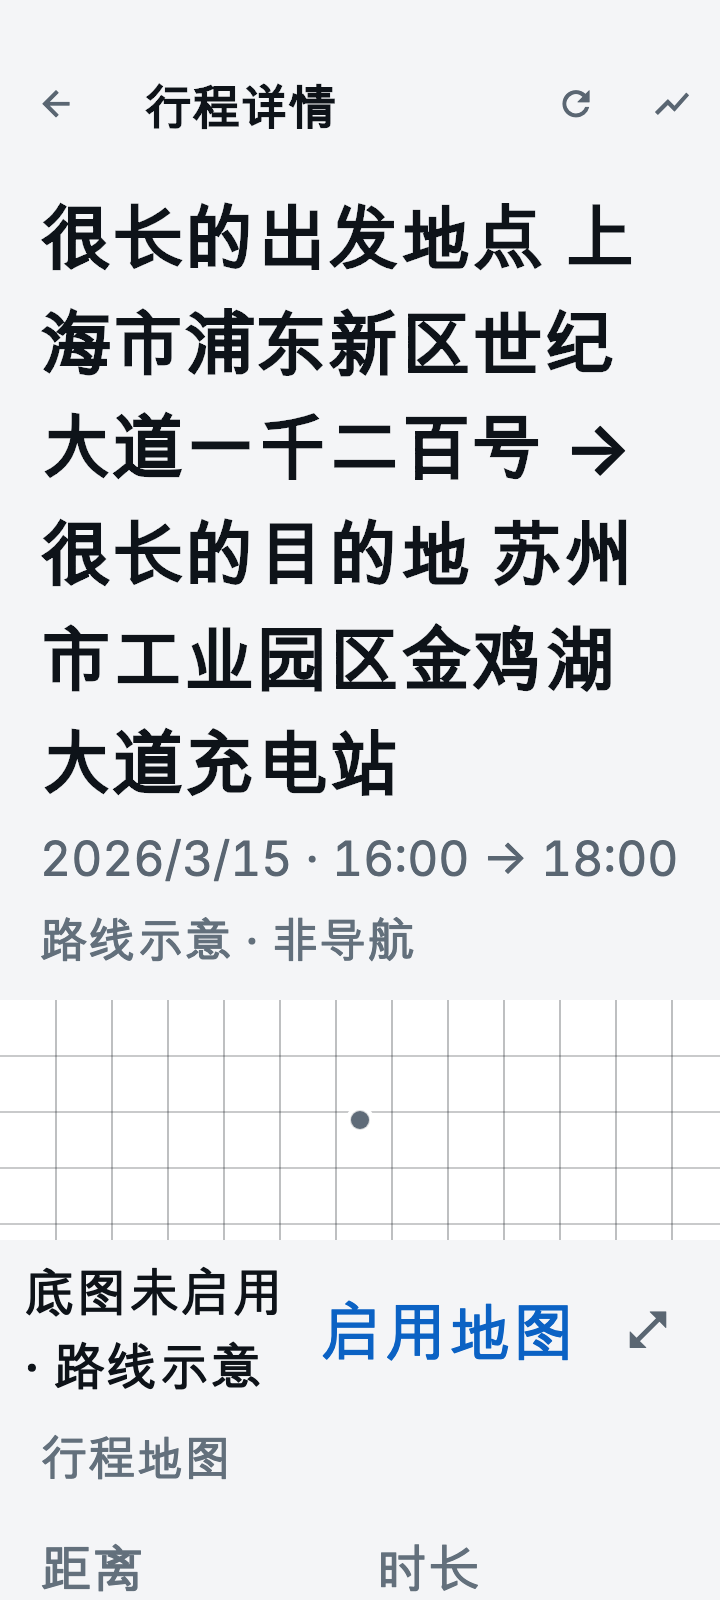 行程详情
很长的出发地点 上
海市浦东新区世纪
大道一千二百号 →
很长的目的地 苏州
市工业园区金鸡湖
大道充电站
2026/3/15 · 16:00 → 18:00
路线示意 · 非导航
底图未启用
· 路线示意
启用地图
行程地图
距离 时长